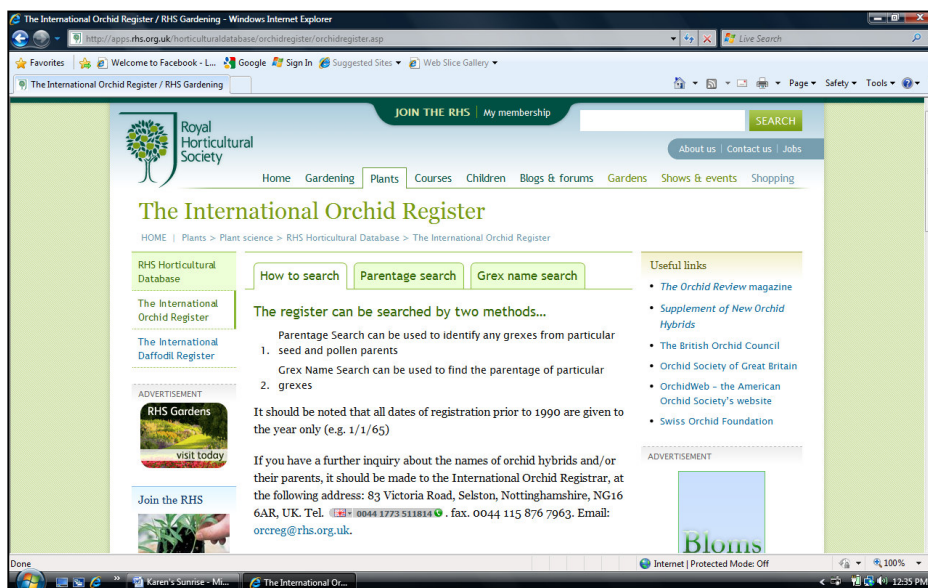 The International Orchid Register / RHS Gardening - Windows Internet Explorer
http://apps.rhs.org.uk/horticulturaldatabase/orchidregister/orchidregister.asp
Live Search
Favorites
Welcome to Facebook - L...
Google
Sign In
Suggested Sites
Web Slice Gallery
The International Orchid Register / RHS Gardening
Page
Safety
Tools
JOIN THE RHS | My membership
SEARCH
Royal
Horticultural
Society
About us | Contact us | Jobs
Home Gardening Plants Courses Children Blogs & forums Gardens Shows & events Shopping
The International Orchid Register
HOME | Plants > Plant science > RHS Horticultural Database > The International Orchid Register
RHS Horticultural
Database
The International
Orchid Register
The International
Daffodil Register
ADVERTISEMENT
RHS Gardens
visit today
Join the RHS
How to search
Parentage search
Grex name search
The register can be searched by two methods...
Parentage Search can be used to identify any grexes from particular
1. seed and pollen parents
Grex Name Search can be used to find the parentage of particular
2. grexes
It should be noted that all dates of registration prior to 1990 are given to
the year only (e.g. 1/1/65)
If you have a further inquiry about the names of orchid hybrids and/or
their parents, it should be made to the International Orchid Registrar, at
the following address: 83 Victoria Road, Selston, Nottinghamshire, NG16
6AR, UK. Tel. 0044 1773 511814 . fax. 0044 115 876 7963. Email:
orcreg@rhs.org.uk.
Useful links
• The Orchid Review magazine
• Supplement of New Orchid
Hybrids
• The British Orchid Council
• Orchid Society of Great Britain
• OrchidWeb – the American
Orchid Society's website
• Swiss Orchid Foundation
ADVERTISEMENT
Bloms
Done
Internet | Protected Mode: Off
100%
Karen's Sunrise - Mi...
The International Or...
12:35 PM